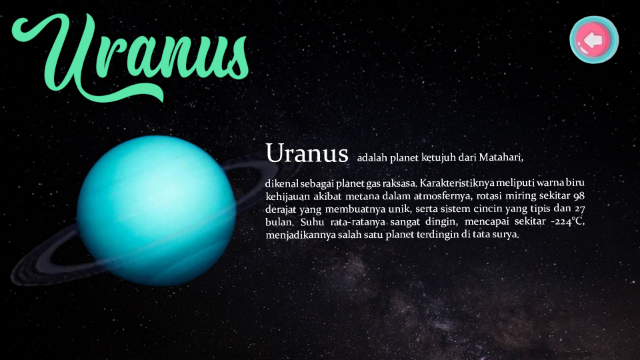 Uranus
Uranus adalah planet ketujuh dari Matahari,
dikenal sebagai planet gas raksasa. Karakteristiknya meliputi warna biru
kehijauan akibat metana dalam atmosfernya, rotasi miring sekitar 98
derajat yang membuatnya unik, serta sistem cincin yang tipis dan 27
bulan. Suhu rata-ratanya sangat dingin, mencapai sekitar -224°C,
menjadikannya salah satu planet terdingin di tata surya.